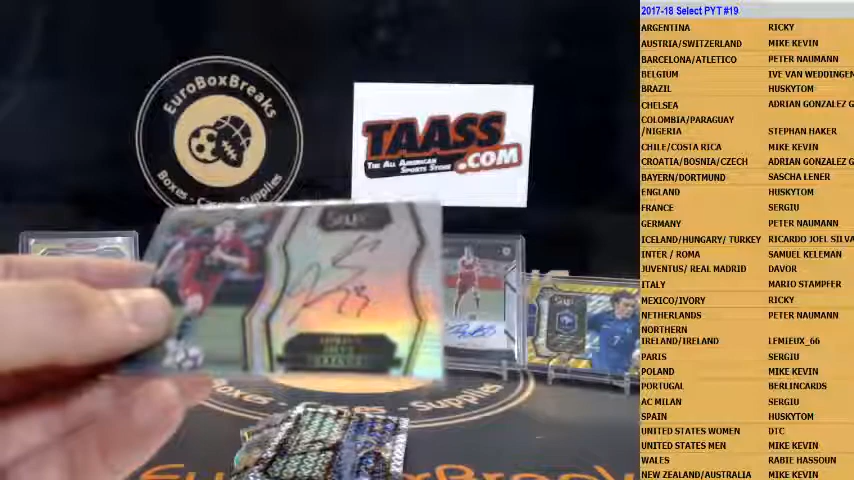 2017-18 Select PYT #19
ARGENTINA RICKY
AUSTRIA/SWITZERLAND MIKE KEVIN
BARCELONA/ATLETICO PETER NAUMANN
BELGIUM IVE VAN WEDDINGEN
BRAZIL HUSKYTOM
CHELSEA ADRIAN GONZALEZ G
COLOMBIA/PARAGUAY
/NIGERIA STEPHAN HAKER
CHILE/COSTA RICA MIKE KEVIN
CROATIA/BOSNIA/CZECH ADRIAN GONZALEZ G
BAYERN/DORTMUND SASCHA LENER
ENGLAND HUSKYTOM
FRANCE SERGIU
GERMANY PETER NAUMANN
ICELAND/HUNGARY/ TURKEY RICARDO JOEL SILVA
INTER / ROMA SAMUEL KELEMAN
JUVENTUS/ REAL MADRID DAVOR
ITALY MARIO STAMPFER
MEXICO/IVORY RICKY
NETHERLANDS PETER NAUMANN
NORTHERN
IRELAND/IRELAND LEMIEUX_66
PARIS SERGIU
POLAND MIKE KEVIN
PORTUGAL BERLINCARDS
AC MILAN SERGIU
SPAIN HUSKYTOM
UNITED STATES WOMEN DTC
UNITED STATES MEN MIKE KEVIN
WALES RABIE HASSOUN
NEW ZEALAND/AUSTRALIA MIKE KEVIN
EuroBoxBreaks
Supplies
TAASS
THE ALL AMERICAN
SPORTS STORE
.COM